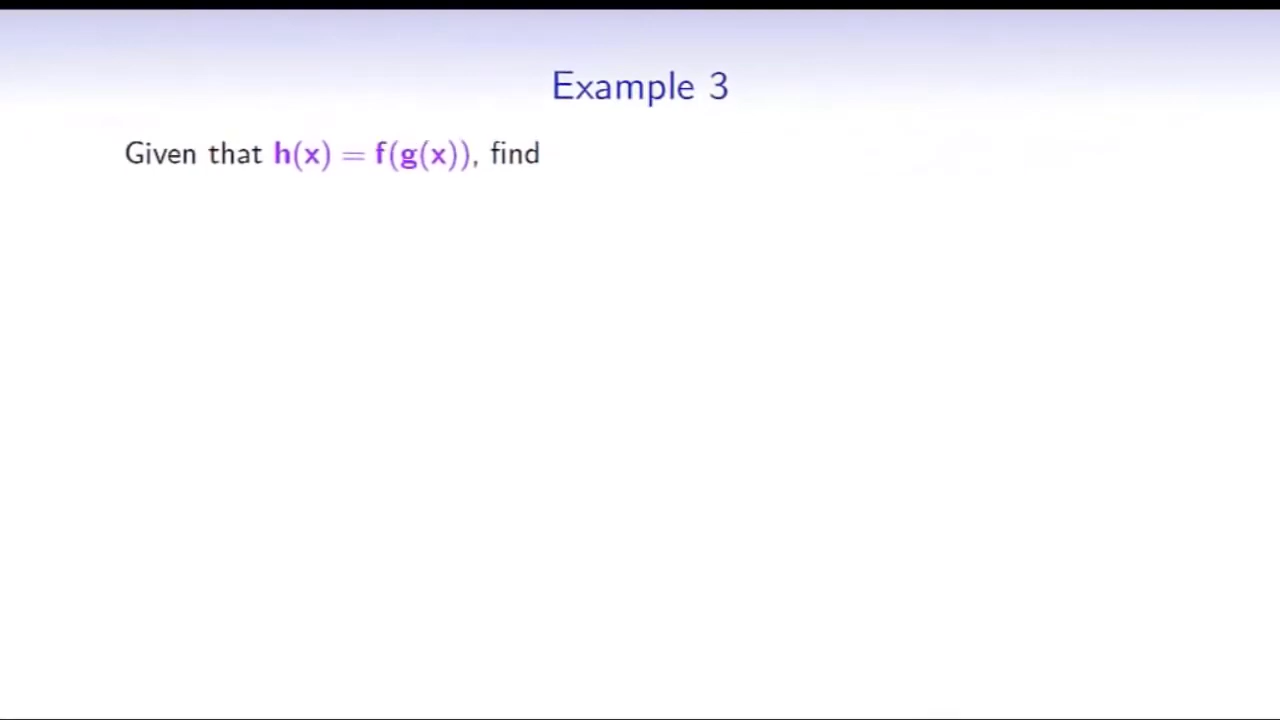 Example 3
Given that h(x) = f(g(x)), find